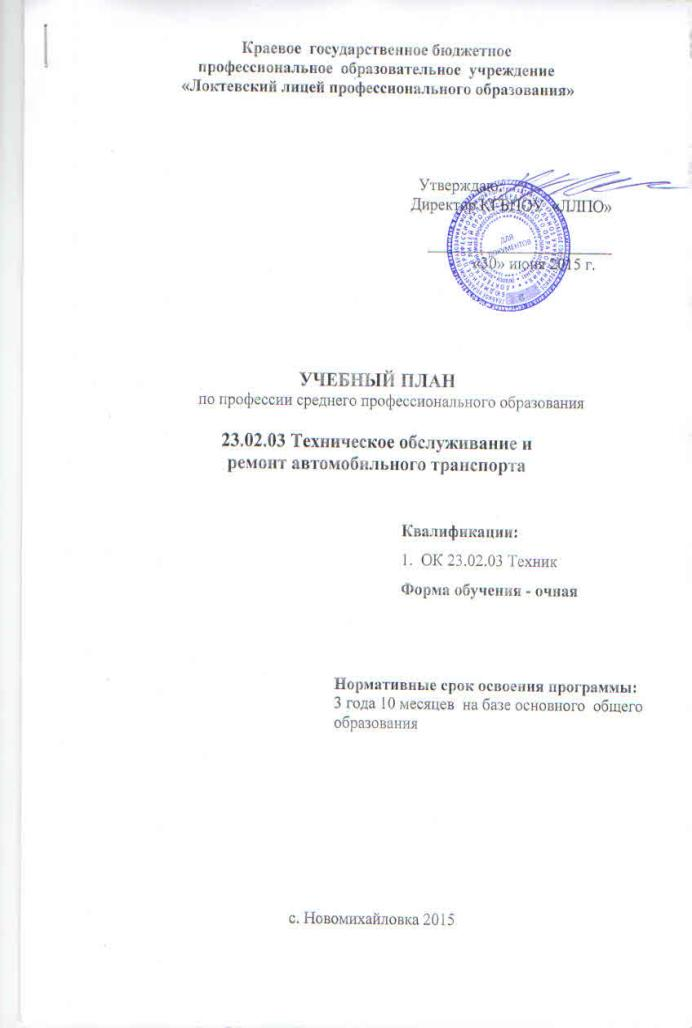 Краевое государственное бюджетное
профессиональное образовательное учреждение
«Локтевский лицей профессионального образования»
Утверждаю
Директор КГБПОУ «ЛЛПО»
ДЛЯ
ДОКУМЕНТОВ
«30» июня 2015 г.
УЧЕБНЫЙ ПЛАН
по профессии среднего профессионального образования
23.02.03 Техническое обслуживание и
ремонт автомобильного транспорта
Квалификации:
1. ОК 23.02.03 Техник
Форма обучения - очная
Нормативные срок освоения программы:
3 года 10 месяцев на базе основного общего
образования
с. Новомихайловка 2015